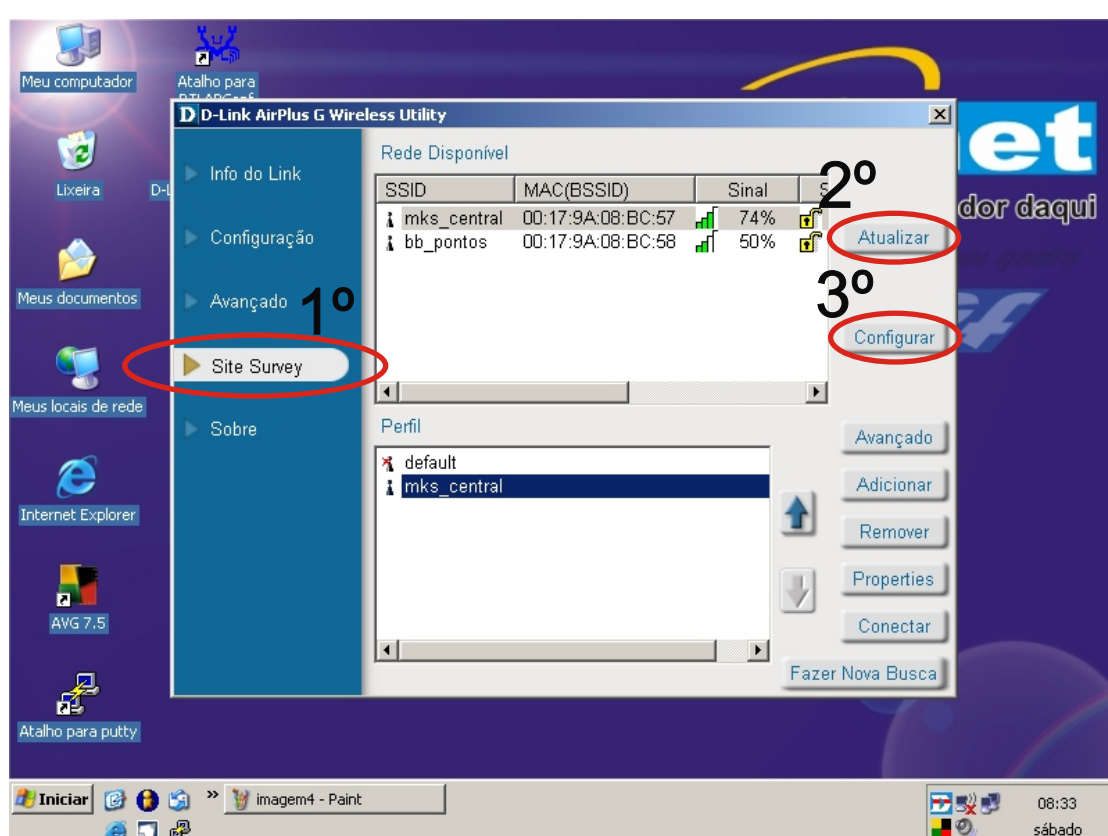 Meu computador
Atalho para
D-Link AirPlus G Wireless Utility
Lixeira
Meus documentos
Meus locais de rede
Internet Explorer
AVG 7.5
Atalho para putty
Info do Link
Configuração
Avançado
1º
Site Survey
Sobre
Rede Disponível
SSID MAC(BSSID) Sinal S
mks_central 00:17:9A:08:BC:57 74%
bb_pontos 00:17:9A:08:BC:58 50%
2º
Atualizar
3º
Configurar
Perfil
default
mks_central
Avançado
Adicionar
Remover
Properties
Conectar
Fazer Nova Busca
et
dor daqui
Iniciar
imagem4 - Paint
08:33
sábado